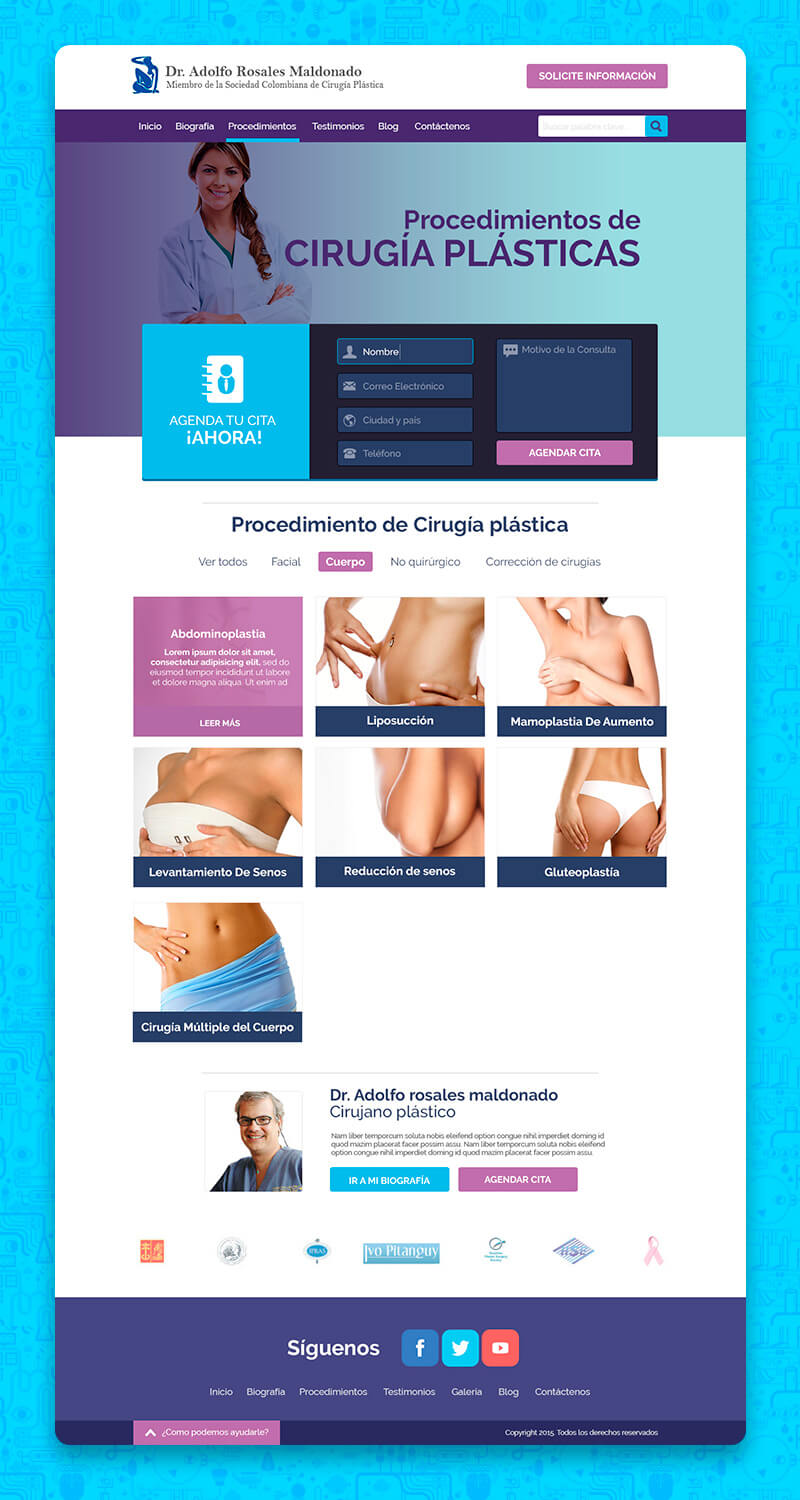 Dr. Adolfo Rosales Maldonado
Miembro de la Sociedad Colombiana de Cirugía Plástica
SOLICITE INFORMACIÓN
Inicio Biografía Procedimientos Testimonios Blog Contáctenos
Buscar palabra clave
Procedimientos de
CIRUGÍA PLÁSTICAS
AGENDA TU CITA
¡AHORA!
Nombre
Correo Electrónico
Ciudad y país
Teléfono
Motivo de la Consulta
AGENDAR CITA
Procedimiento de Cirugía plástica
Ver todos Facial Cuerpo No quirúrgico Corrección de cirugías
Abdominoplastia
Lorem ipsum dolor sit amet,
consectetur adipisicing elit, sed do
eiusmod tempor incididunt ut labore
et dolore magna aliqua. Ut enim ad
LEER MÁS
Liposucción
Mamoplastia De Aumento
Levantamiento De Senos
Reducción de senos
Gluteoplastía
Cirugía Múltiple del Cuerpo
Dr. Adolfo rosales maldonado
Cirujano plástico
Nam liber temporcum soluta nobis eleifend option congue nihil imperdiet doming id
quod mazim placerat facer possim assu. Nam liber temporcum soluta nobis eleifend
option congue nihil imperdiet doming id quod mazim placerat facer possim assu.
IR A MI BIOGRAFÍA
AGENDAR CITA
IPRAS
Ivo Pitanguy
Síguenos
Inicio Biografía Procedimientos Testimonios Galería Blog Contáctenos
¿Como podemos ayudarle?
Copyright 2015. Todos los derechos reservados